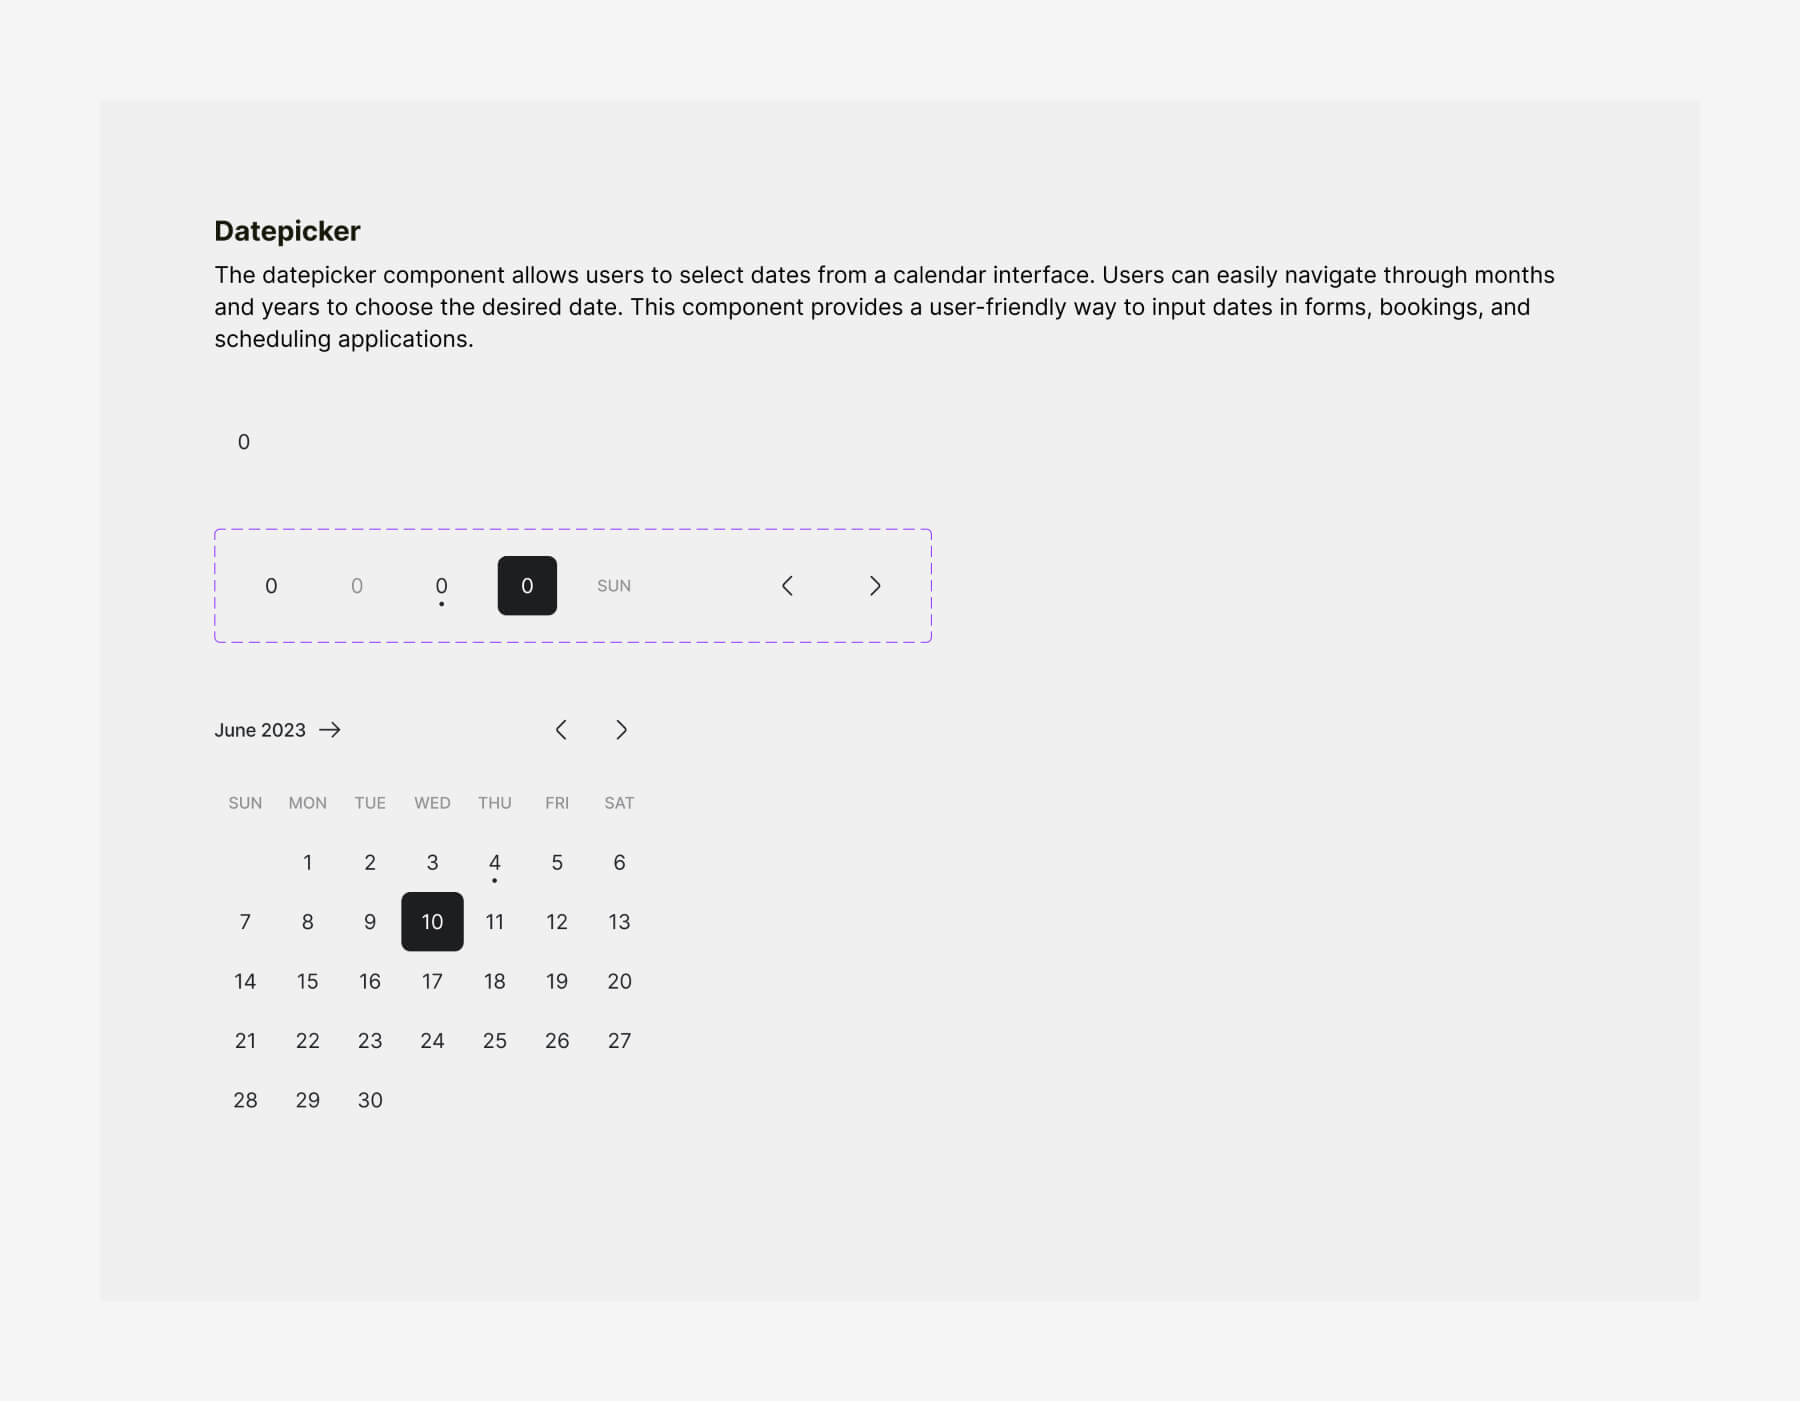 Datepicker
The datepicker component allows users to select dates from a calendar interface. Users can easily navigate through months
and years to choose the desired date. This component provides a user-friendly way to input dates in forms, bookings, and
scheduling applications.
0
0 0 0 0 SUN
June 2023
SUN MON TUE WED THU FRI SAT
1 2 3 4 5 6
7 8 9 10 11 12 13
14 15 16 17 18 19 20
21 22 23 24 25 26 27
28 29 30